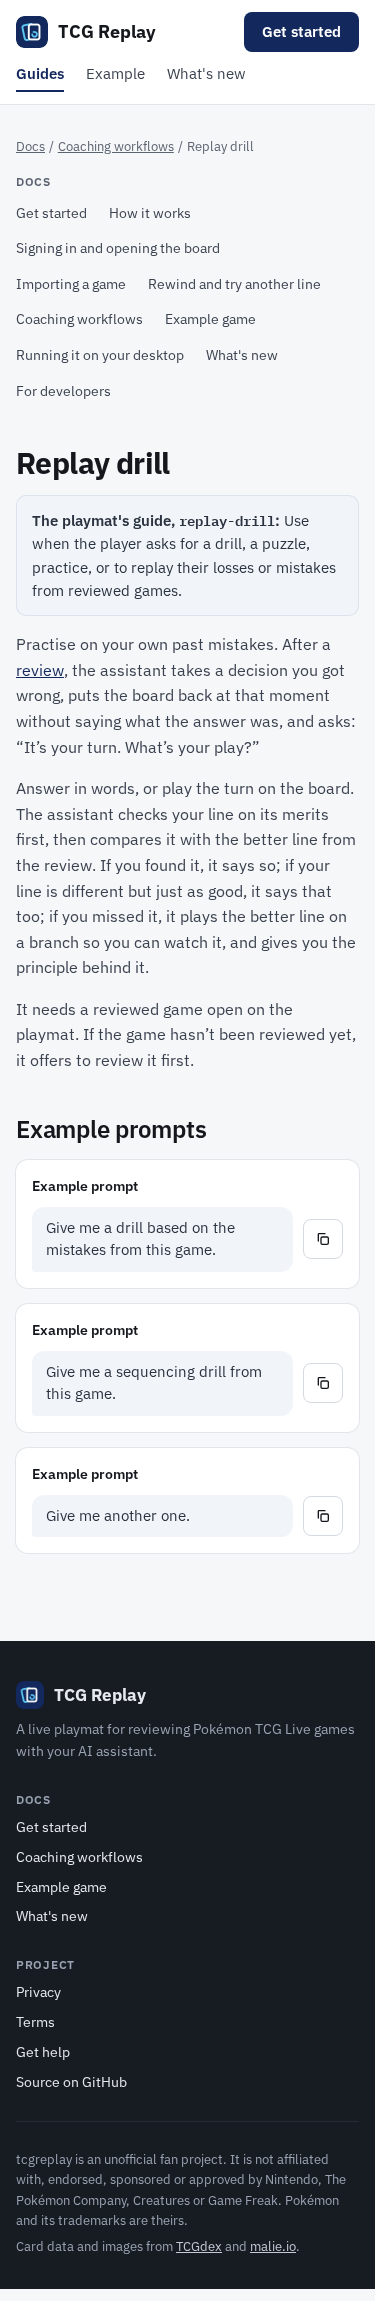 TCG Replay
Get started
Guides Example What's new
Docs / Coaching workflows / Replay drill
DOCS
Get started How it works
Signing in and opening the board
Importing a game Rewind and try another line
Coaching workflows Example game
Running it on your desktop What's new
For developers
Replay drill
The playmat's guide, replay-drill: Use
when the player asks for a drill, a puzzle,
practice, or to replay their losses or mistakes
from reviewed games.
Practise on your own past mistakes. After a
review, the assistant takes a decision you got
wrong, puts the board back at that moment
without saying what the answer was, and asks:
“It’s your turn. What’s your play?”
Answer in words, or play the turn on the board.
The assistant checks your line on its merits
first, then compares it with the better line from
the review. If you found it, it says so; if your
line is different but just as good, it says that
too; if you missed it, it plays the better line on
a branch so you can watch it, and gives you the
principle behind it.
It needs a reviewed game open on the
playmat. If the game hasn’t been reviewed yet,
it offers to review it first.
Example prompts
Example prompt
Give me a drill based on the
mistakes from this game.
Example prompt
Give me a sequencing drill from
this game.
Example prompt
Give me another one.
TCG Replay
A live playmat for reviewing Pokémon TCG Live games
with your AI assistant.
DOCS
Get started
Coaching workflows
Example game
What's new
PROJECT
Privacy
Terms
Get help
Source on GitHub
tcgreplay is an unofficial fan project. It is not affiliated
with, endorsed, sponsored or approved by Nintendo, The
Pokémon Company, Creatures or Game Freak. Pokémon
and its trademarks are theirs.
Card data and images from TCGdex and malie.io.